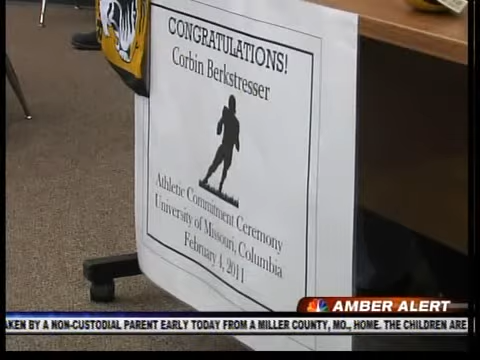 CONGRATULATIONS!
Corbin Berkstresser
Athletic Commitment Ceremony
University of Missouri, Columbia
February 4, 2011
AMBER ALERT
AKEN BY A NON-CUSTODIAL PARENT EARLY TODAY FROM A MILLER COUNTY, MO., HOME. THE CHILDREN ARE